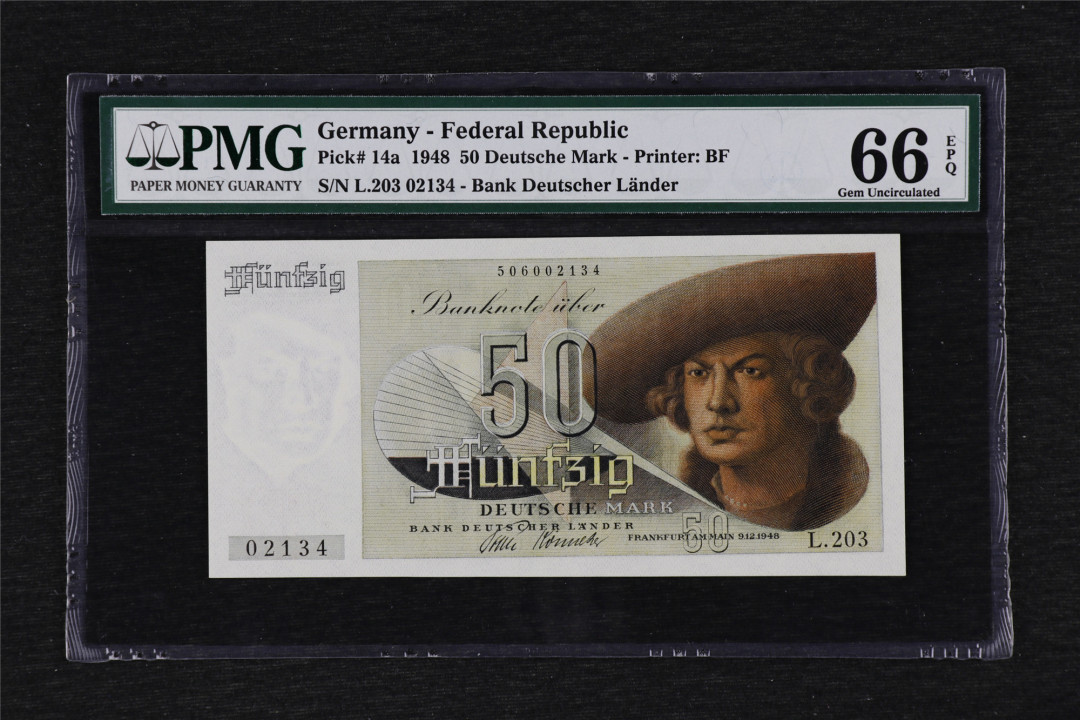 PMG
PAPER MONEY GUARANTY
Germany - Federal Republic
Pick# 14a 1948 50 Deutsche Mark - Printer: BF
S/N L.203 02134 - Bank Deutscher Länder
66
EPQ
Gem Uncirculated
Fünfzig
506002134
Banknote über
50
Fünfzig
DEUTSCHE MARK
BANK DEUTSCHER LÄNDER
FRANKFURT AM MAIN 9.12.1948
50
02134
L.203